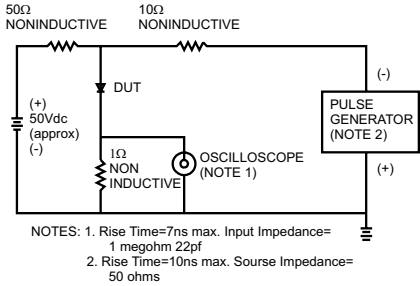 50Ω
NONINDUCTIVE
10Ω
NONINDUCTIVE
(+)
50Vdc
(approx)
(-)
DUT
1Ω
NON
INDUCTIVE
OSCILLOSCOPE
(NOTE 1)
(-)
PULSE
GENERATOR
(NOTE 2)
(+)
NOTES: 1. Rise Time=7ns max. Input Impedance=
1 megohm 22pf
2. Rise Time=10ns max. Sourse Impedance=
50 ohms